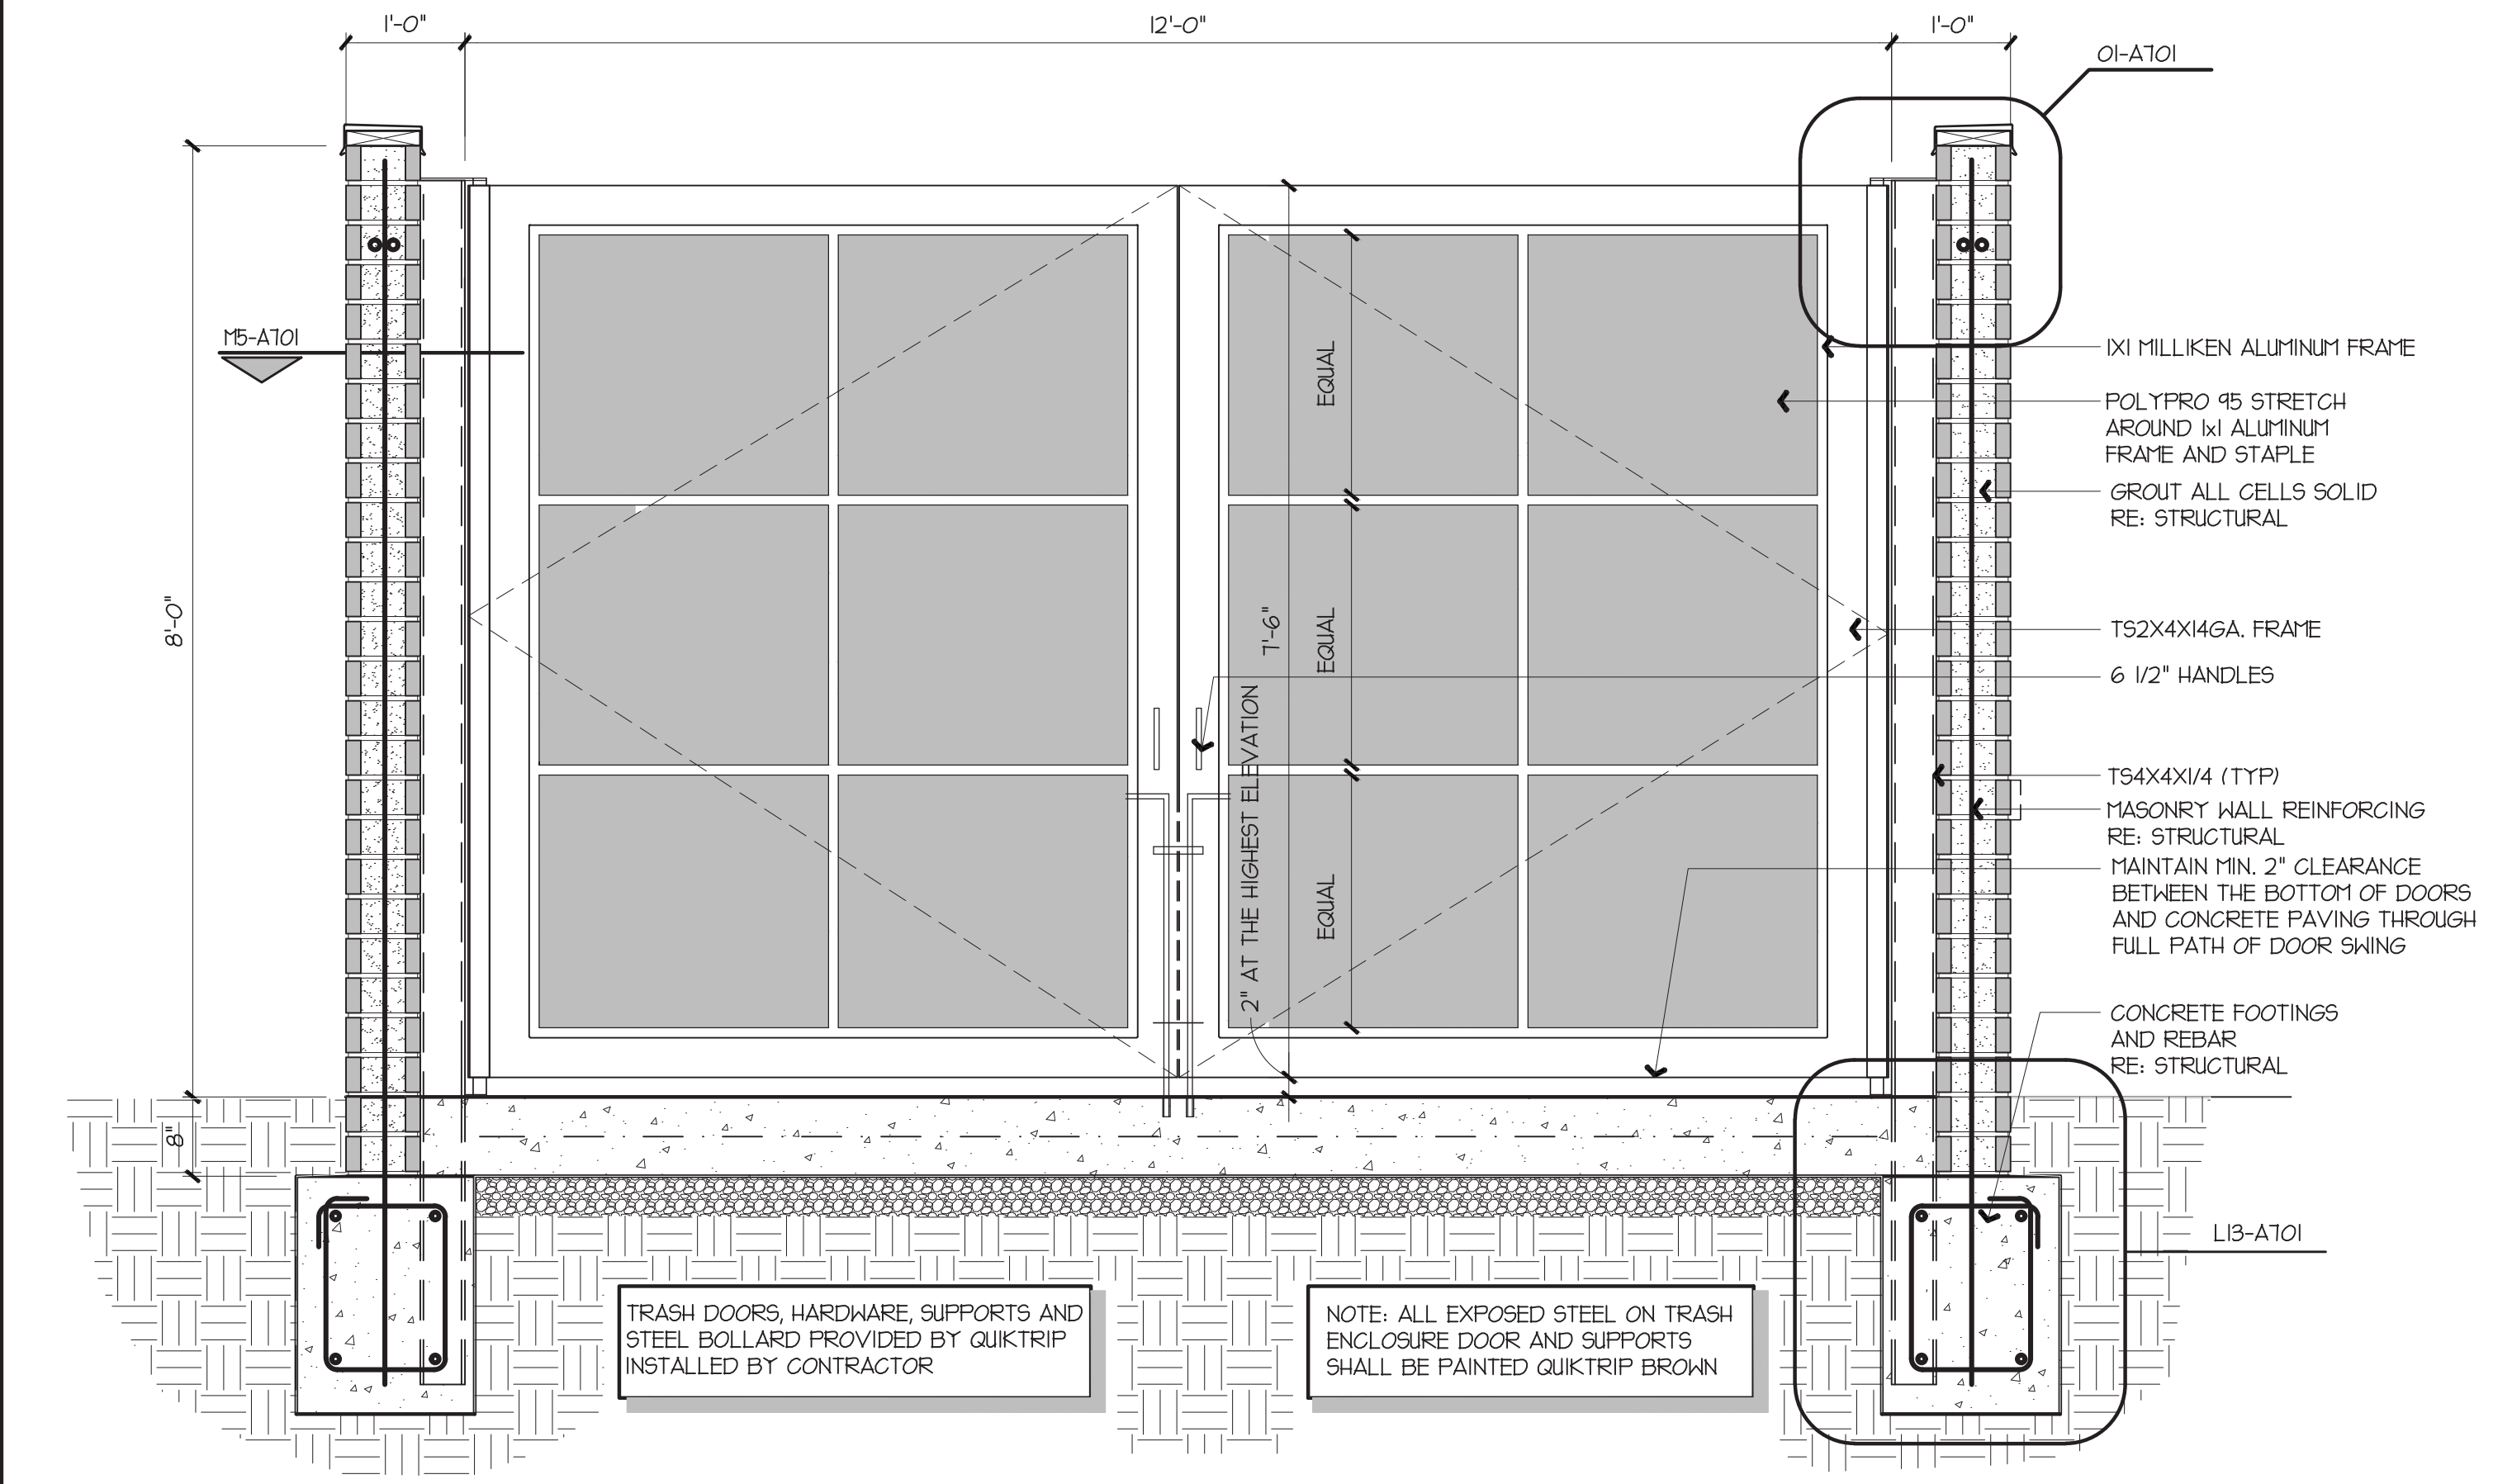 1'-0"
12'-0"
1'-0"
01-A701
M5-A701
8'-0"
8"
EQUAL
7'-6"
EQUAL
2" AT THE HIGHEST ELEVATION
EQUAL
1X1 MILLIKEN ALUMINUM FRAME
POLYPRO 95 STRETCH
AROUND 1x1 ALUMINUM
FRAME AND STAPLE
GROUT ALL CELLS SOLID
RE: STRUCTURAL
TS2X4X14GA. FRAME
6 1/2" HANDLES
TS4X4X1/4 (TYP)
MASONRY WALL REINFORCING
RE: STRUCTURAL
MAINTAIN MIN. 2" CLEARANCE
BETWEEN THE BOTTOM OF DOORS
AND CONCRETE PAVING THROUGH
FULL PATH OF DOOR SWING
CONCRETE FOOTINGS
AND REBAR
RE: STRUCTURAL
L13-A701
TRASH DOORS, HARDWARE, SUPPORTS AND
STEEL BOLLARD PROVIDED BY QUIKTRIP
INSTALLED BY CONTRACTOR
NOTE: ALL EXPOSED STEEL ON TRASH
ENCLOSURE DOOR AND SUPPORTS
SHALL BE PAINTED QUIKTRIP BROWN